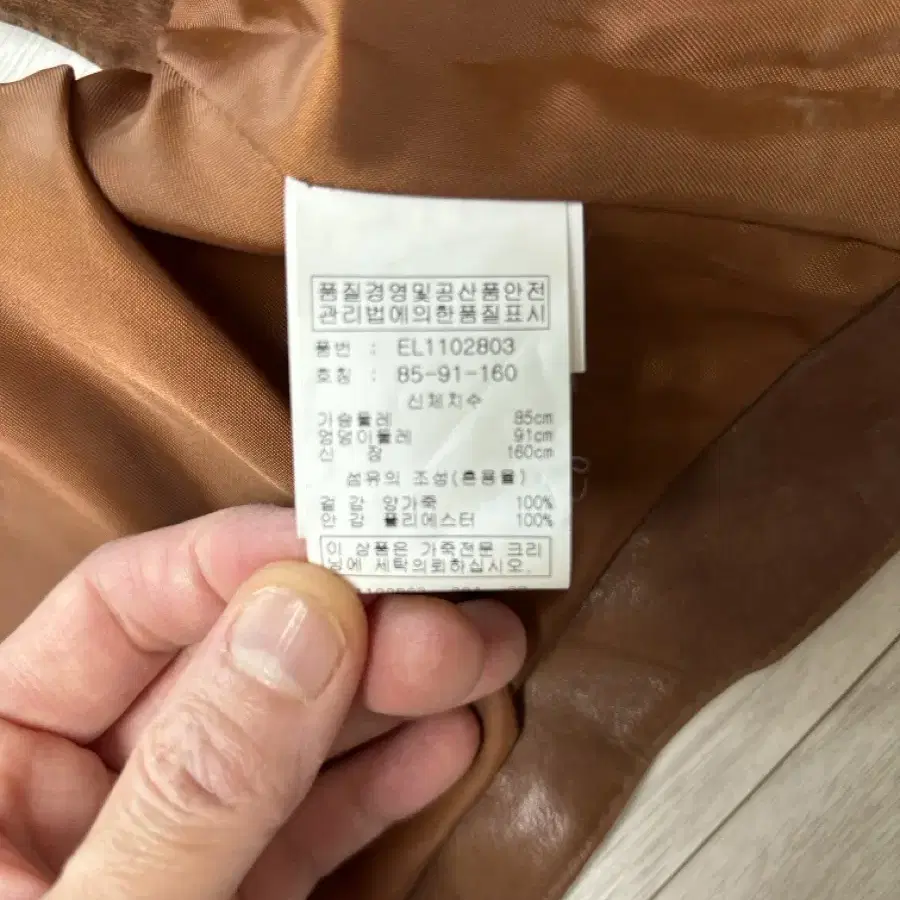 품질경영및공산품안전
관리법에의한품질표시
품번 : EL1102803
호칭 : 85-91-160
신체치수
가슴둘레 85cm
엉덩이둘레 91cm
신 장 160cm
섬유의 조성(혼용률)
겉 감 양가죽 100%
안 감 폴리에스터 100%
이 상품은 가죽전문 크리
닝에 세탁의뢰하십시오.